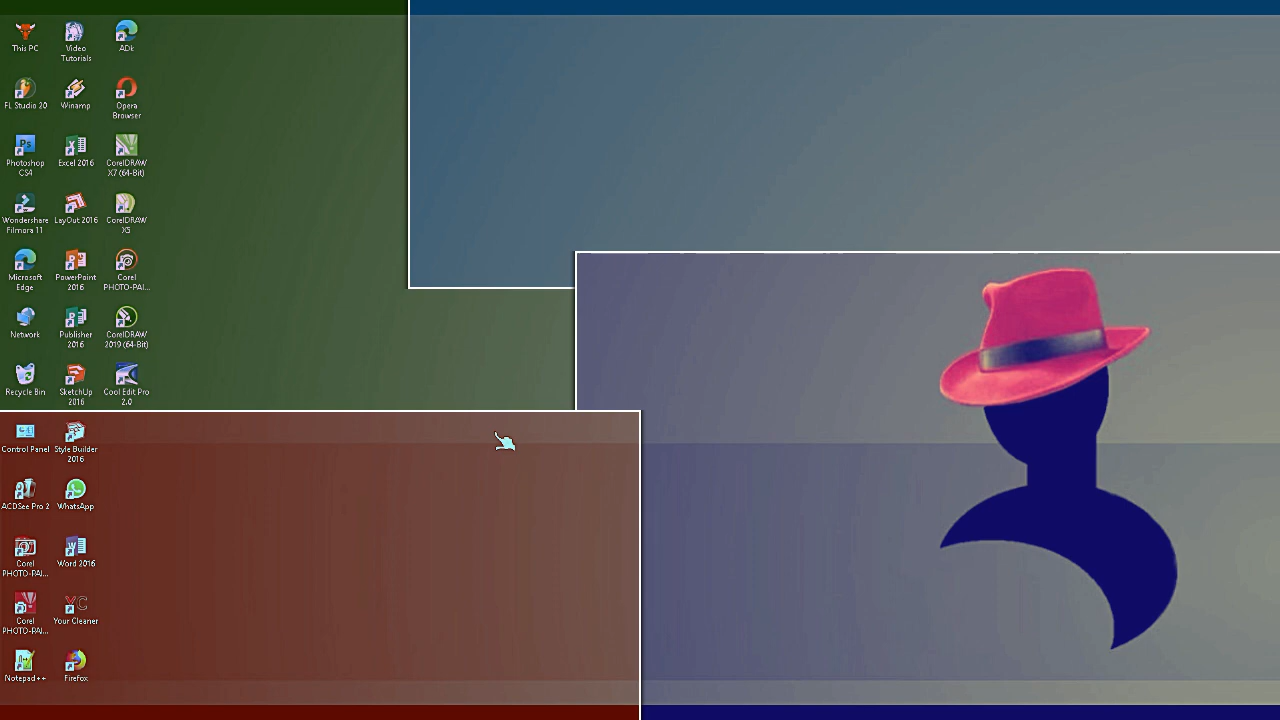 This PC
Video
Tutorials
ADk
FL Studio 20
Winamp
Opera
Browser
Photoshop
CS4
Excel 2016
CorelDRAW
X7 (64-Bit)
Wondershare
Filmora 11
LayOut 2016
CorelDRAW
X5
Microsoft
Edge
PowerPoint
2016
Corel
PHOTO-PAI...
Network
Publisher
2016
CorelDRAW
2019 (64-Bit)
Recycle Bin
SketchUp
2016
Cool Edit Pro
2.0
Control Panel
Style Builder
2016
ACDSee Pro 2
WhatsApp
Corel
PHOTO-PAI...
Word 2016
Corel
PHOTO-PAI...
Your Cleaner
Notepad++
Firefox